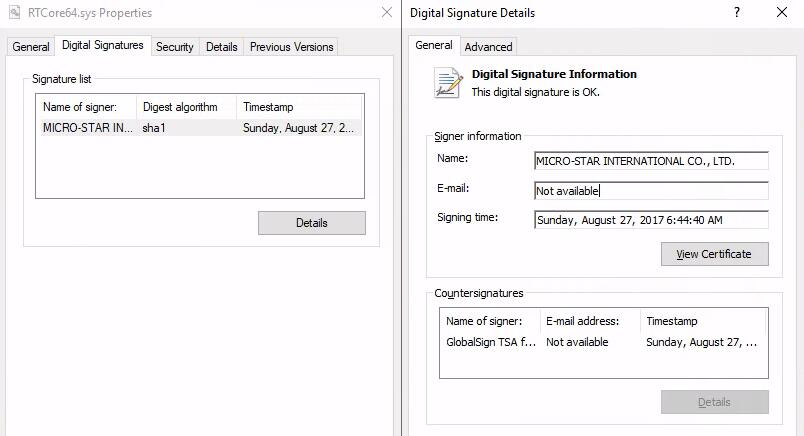 RTCore64.sys Properties
General Digital Signatures Security Details Previous Versions
Signature list
Name of signer: Digest algorithm Timestamp
MICRO-STAR IN... sha1 Sunday, August 27, 2...
Details
Digital Signature Details ?
General Advanced
Digital Signature Information
This digital signature is OK.
Signer information
Name: MICRO-STAR INTERNATIONAL CO., LTD.
E-mail: Not available
Signing time: Sunday, August 27, 2017 6:44:40 AM
View Certificate
Countersignatures
Name of signer: E-mail address: Timestamp
GlobalSign TSA f... Not available Sunday, August 27, ...
Details